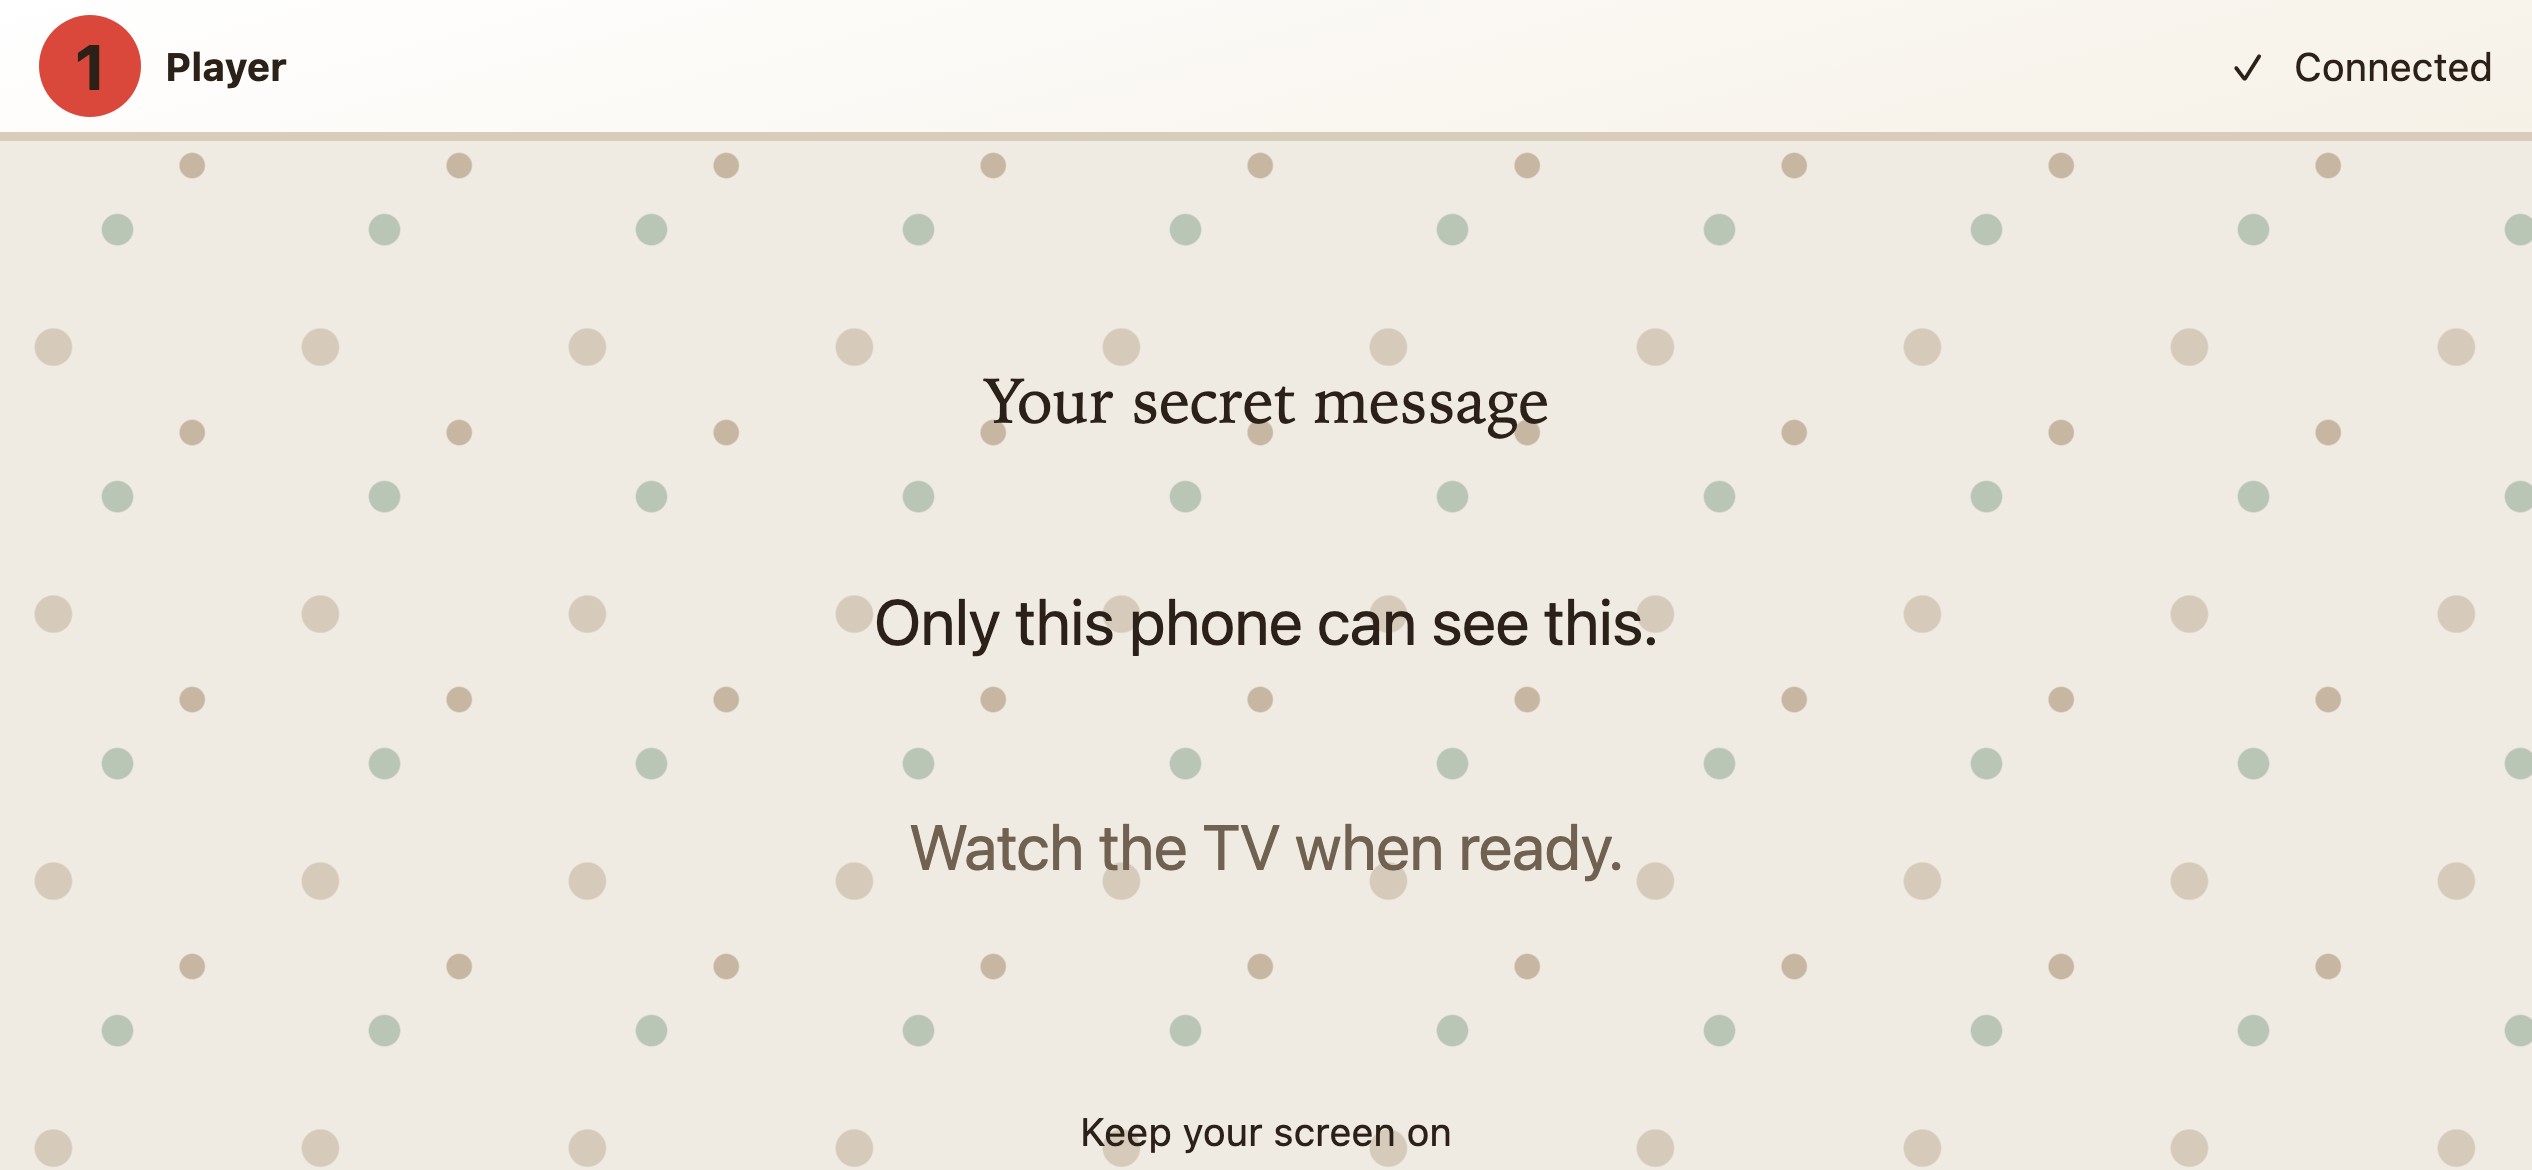 1 Player
✓ Connected
Your secret message
Only this phone can see this.
Watch the TV when ready.
Keep your screen on